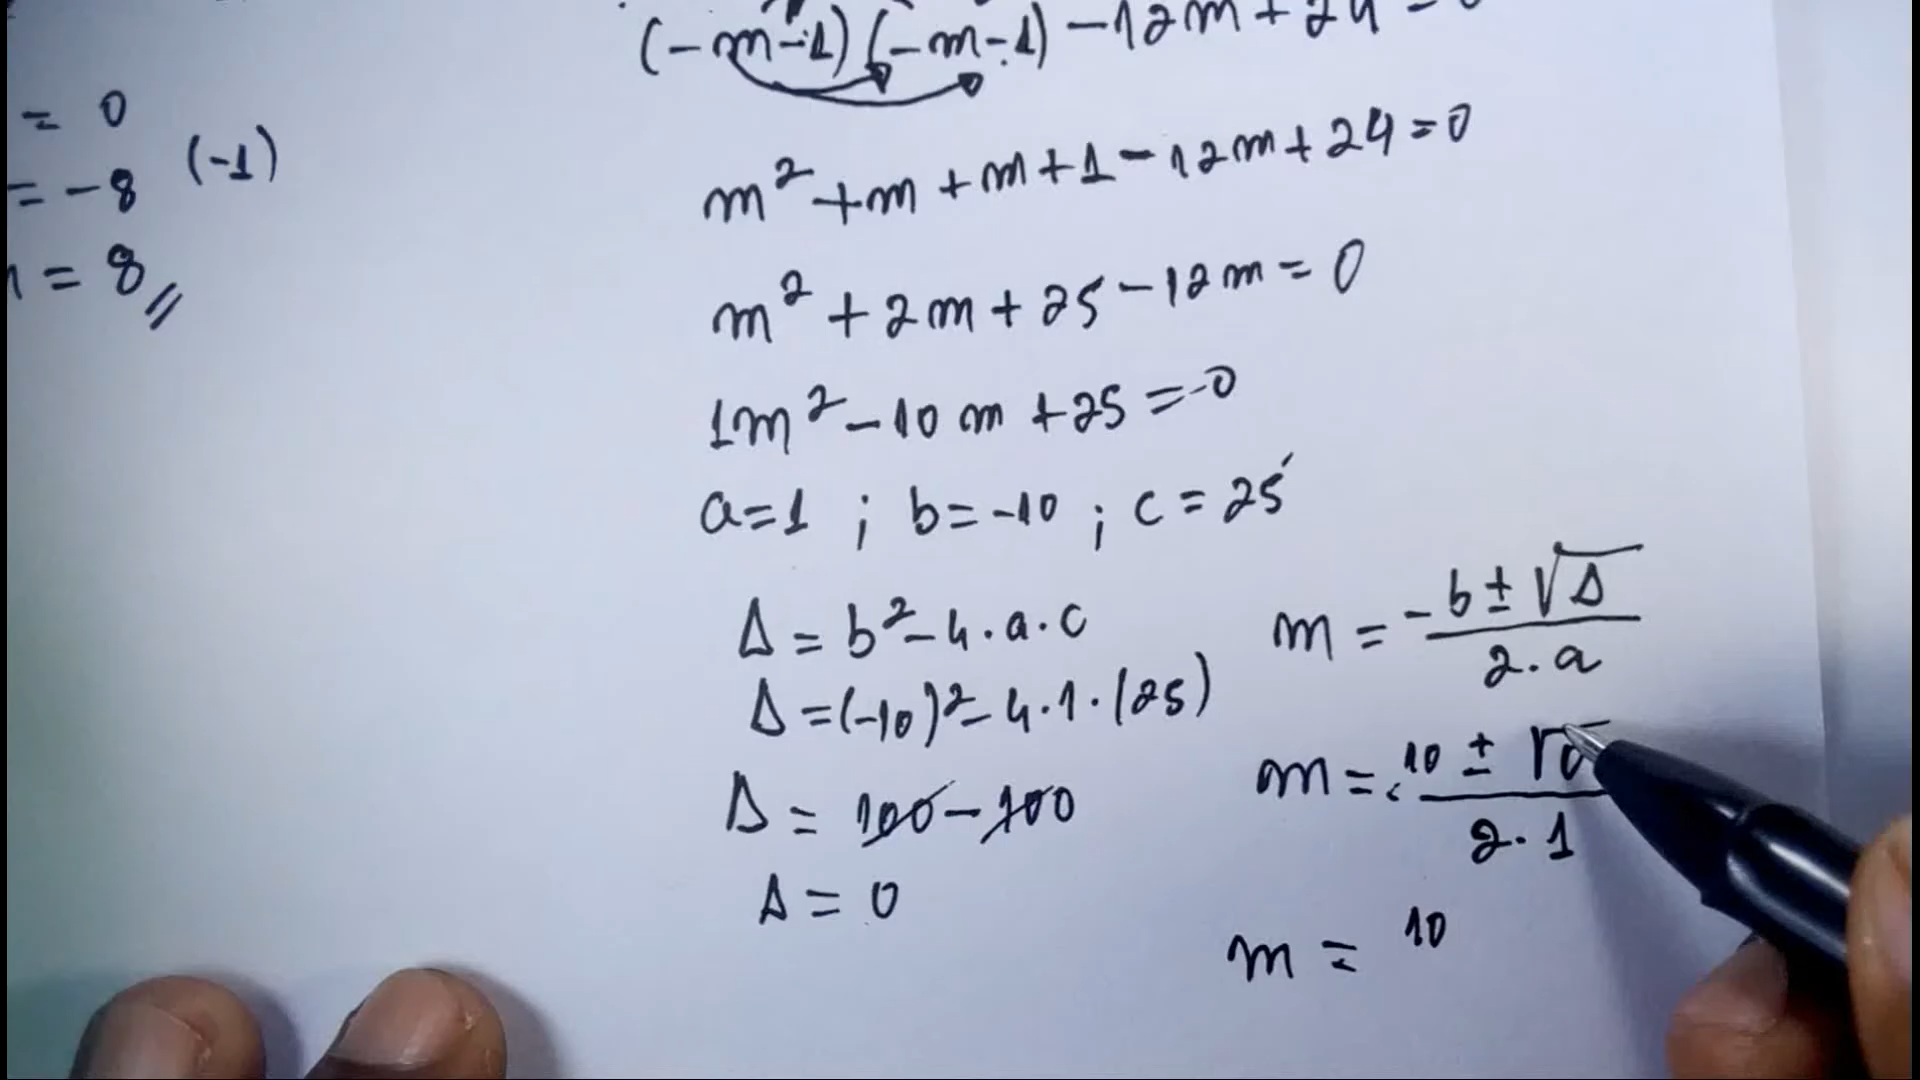 = 0
= -8 (-1)
= 8
(-m-1)(-m-1) -12m + 24
m² + m + m + 1 - 12m + 24 = 0
m² + 2m + 25 - 12m = 0
1m² - 10m + 25 = 0
a = 1 ; b = -10 ; c = 25
Δ = b² - 4 · a · c
Δ = (-10)² - 4 · 1 · (25)
Δ = 100 - 100
Δ = 0
m = -b ± √Δ / 2 · a
m = 10 ± √0 / 2 · 1
m = 10